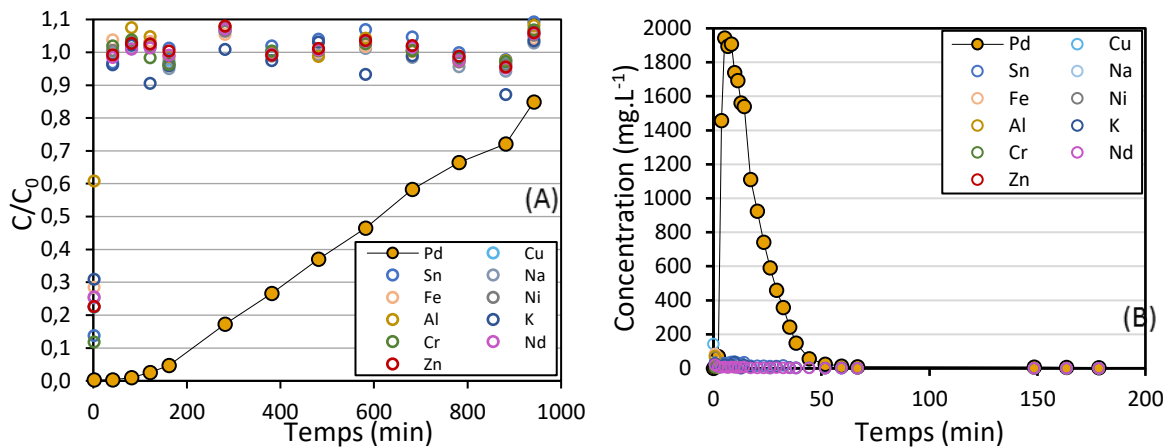 1,1
1,0
0,9
0,8
0,7
0,6
0,5
0,4
0,3
0,2
0,1
0,0
C/C0
0 200 400 600 800 1000
Temps (min)
(A)
Pd Cu
Sn Na
Fe Ni
Al K
Cr Nd
Zn
2000
1800
1600
1400
1200
1000
800
600
400
200
0
Concentration (mg.L-1)
0 50 100 150 200
Temps (min)
(B)
Pd Cu
Sn Na
Fe Ni
Al K
Cr Nd
Zn